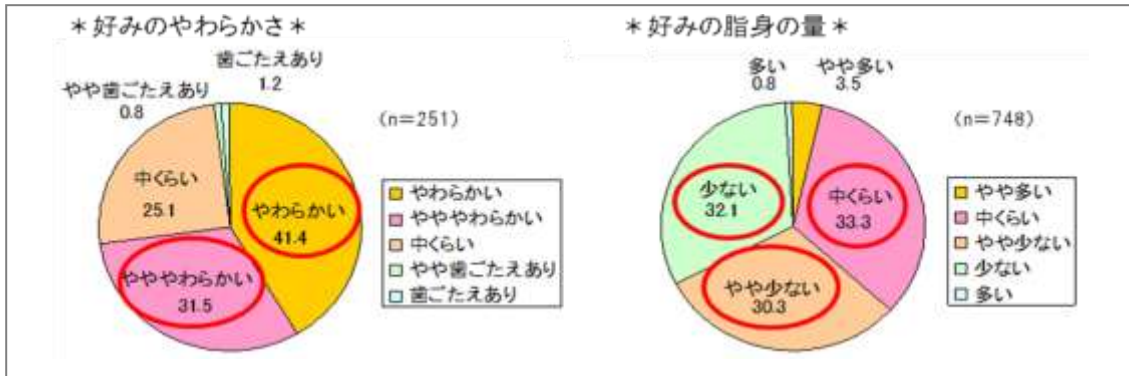 ＊好みのやわらかさ＊
歯ごたえあり
1.2
やや歯ごたえあり
0.8
(n=251)
中くらい
25.1
やわらかい
41.4
ややややわらかい
31.5
やわらかい
ややややわらかい
中くらい
やや歯ごたえあり
歯ごたえあり
＊好みの脂身の量＊
多い
0.8
やや多い
3.5
(n=748)
少ない
32.1
中くらい
33.3
やや少ない
30.3
やや多い
中くらい
やや少ない
少ない
多い